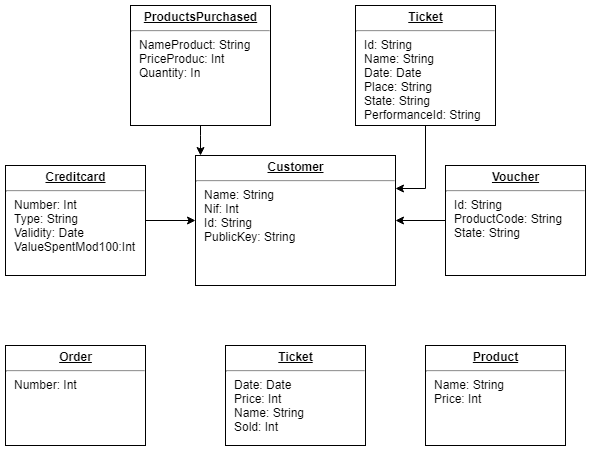 ProductsPurchased
NameProduct: String
PriceProduc: Int
Quantity: In
Ticket
Id: String
Name: String
Date: Date
Place: String
State: String
PerformanceId: String
Creditcard
Number: Int
Type: String
Validity: Date
ValueSpentMod100:Int
Customer
Name: String
Nif: Int
Id: String
PublicKey: String
Voucher
Id: String
ProductCode: String
State: String
Order
Number: Int
Ticket
Date: Date
Price: Int
Name: String
Sold: Int
Product
Name: String
Price: Int